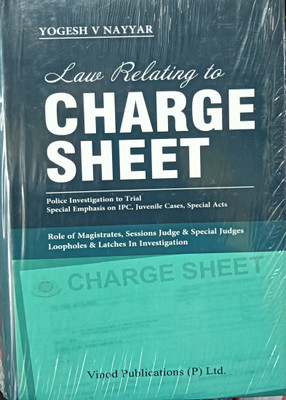 YOGESH V NAYYAR
Law Relating to
CHARGE
SHEET
Police Investigation to Trial
Special Emphasis on IPC, Juvenile Cases, Special Acts
Role of Magistrates, Sessions Judge & Special Judges
Loopholes & Latches In Investigation
CHARGE SHEET
Vinod Publications (P) Ltd.